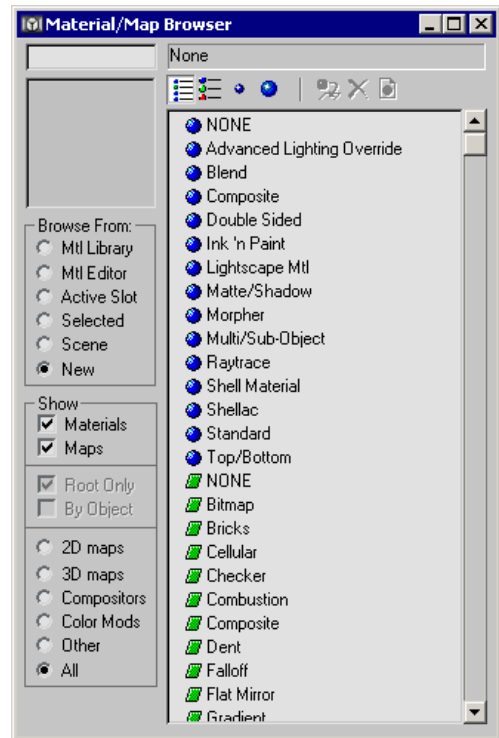 Material/Map Browser
None
Browse From:
Mtl Library
Mtl Editor
Active Slot
Selected
Scene
New
Show
Materials
Maps
Root Only
By Object
2D maps
3D maps
Compositors
Color Mods
Other
All
NONE
Advanced Lighting Override
Blend
Composite
Double Sided
Ink 'n Paint
Lightscape Mtl
Matte/Shadow
Morpher
Multi/Sub-Object
Raytrace
Shell Material
Shellac
Standard
Top/Bottom
NONE
Bitmap
Bricks
Cellular
Checker
Combustion
Composite
Dent
Falloff
Flat Mirror
Gradient